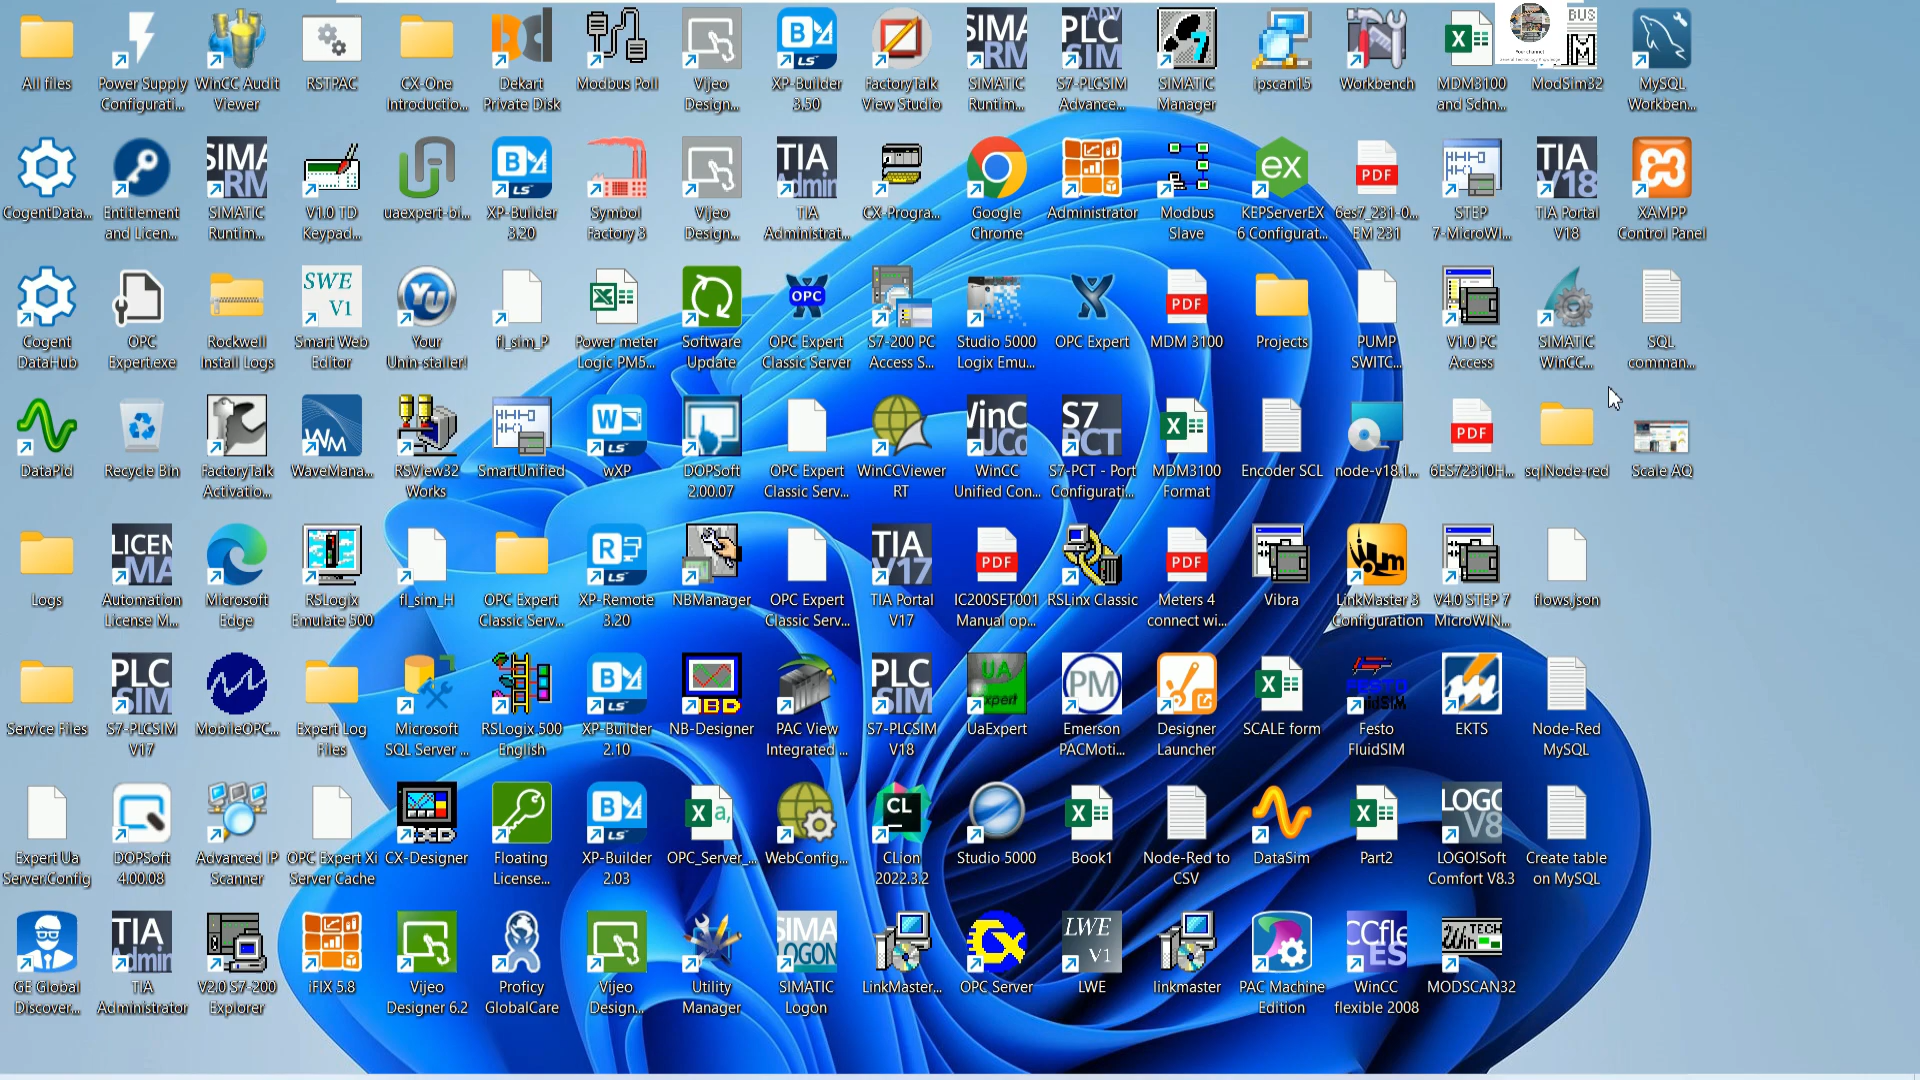 All files
Power Supply
Configurati...
WinCC Audit
Viewer
RSTPAC
CX-One
Introductio...
Dekart
Private Disk
Modbus Poll
Vijeo
Design...
XP-Builder
3.50
FactoryTalk
View Studio
SIMATIC
Runtim...
S7-PLCSIM
Advance...
SIMATIC
Manager
ipscan15
Workbench
MDM3100
and Schn...
ModSim32
MySQL
Workben...
CogentData...
Entitlement
and Licen...
SIMATIC
Runtim...
V1.0 TD
Keypad...
uaexpert-bi...
XP-Builder
3.20
Symbol
Factory 3
Vijeo
Design...
TIA
Administrat...
CX-Progra...
Google
Chrome
Administrator
Modbus
Slave
KEPServerEX
6 Configurat...
6es7_231-0...
EM 231
STEP
7-MicroWI...
TIA Portal
V18
XAMPP
Control Panel
Cogent
DataHub
OPC
Expert.exe
Rockwell
Install Logs
Smart Web
Editor
Your
Unin-staller!
fl_sim_P
Power meter
Logic PM5...
Software
Update
OPC Expert
Classic Server
S7-200 PC
Access S...
Studio 5000
Logix Emu...
OPC Expert
MDM 3100
Projects
PUMP
SWITC...
V1.0 PC
Access
SIMATIC
WinCC...
SQL
comman...
DataPid
Recycle Bin
FactoryTalk
Activatio...
WaveMana...
RSView32
Works
SmartUnified
wXP
DOPSoft
2.00.07
OPC Expert
Classic Serv...
WinCCViewer
RT
WinCC
Unified Con...
S7-PCT - Port
Configurati...
MDM3100
Format
Encoder SCL
node-v18.1...
6ES72310H...
sqlNode-red
Scale AQ
Logs
Automation
License M...
Microsoft
Edge
RSLogix
Emulate 500
fl_sim_H
OPC Expert
Classic Serv...
XP-Remote
3.20
NBManager
OPC Expert
Classic Serv...
TIA Portal
V17
IC200SET001
Manual op...
RSLinx Classic
Meters 4
connect wi...
Vibra
LinkMaster 3
Configuration
V4.0 STEP 7
MicroWIN...
flows.json
Service Files
S7-PLCSIM
V17
MobileOPC...
Expert Log
Files
Microsoft
SQL Server ...
RSLogix 500
English
XP-Builder
2.10
NB-Designer
PAC View
Integrated ...
S7-PLCSIM
V18
UaExpert
Emerson
PACMoti...
Designer
Launcher
SCALE form
Festo
FluidSIM
EKTS
Node-Red
MySQL
Expert Ua
Server.Config
DOPSoft
4.00.08
Advanced IP
Scanner
OPC Expert Xi
Server Cache
CX-Designer
Floating
License...
XP-Builder
2.03
OPC_Server_...
WebConfig...
CLion
2022.3.2
Studio 5000
Book1
Node-Red to
CSV
DataSim
Part2
LOGO!Soft
Comfort V8.3
Create table
on MySQL
GE Global
Discover...
TIA
Administrator
V2.0 S7-200
Explorer
iFIX 5.8
Vijeo
Designer 6.2
Proficy
GlobalCare
Vijeo
Design...
Utility
Manager
SIMATIC
Logon
LinkMaster...
OPC Server
LWE
linkmaster
PAC Machine
Edition
WinCC
flexible 2008
MODSCAN32